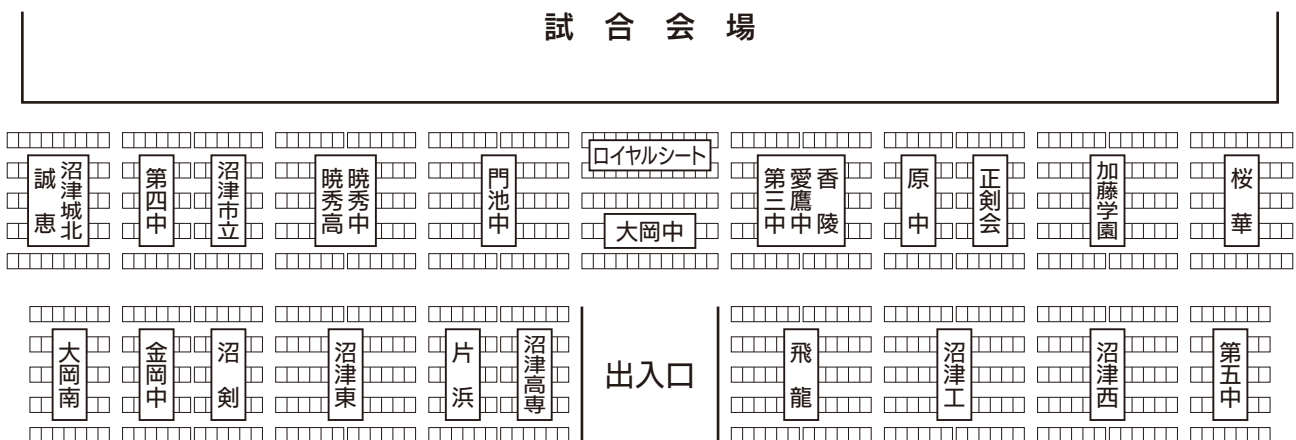 試合会場
誠恵
沼津城北
第四中
沼津市立
暁秀高
暁秀中
門池中
ロイヤルシート
大岡中
第三中
愛鷹中
香陵
原中
正剣会
加藤学園
桜華
大岡南
金岡中
沼剣
沼津東
片浜
沼津高専
出入口
飛龍
沼津工
沼津西
第五中